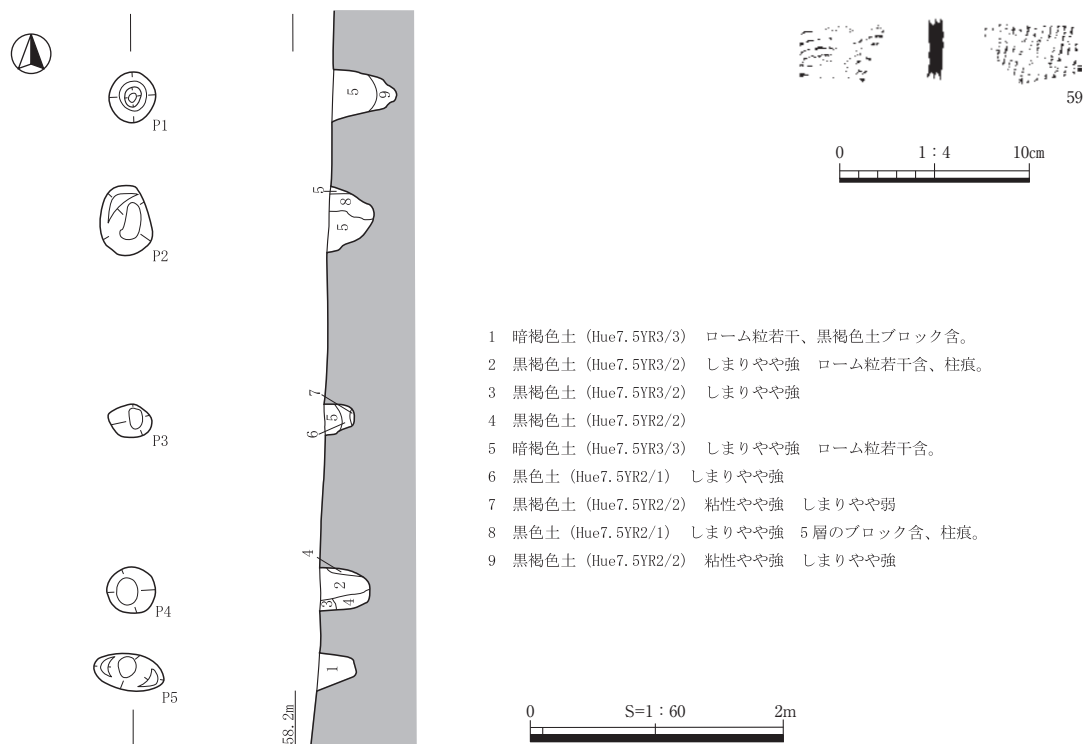 59
0 1：4 10cm
P1
5
9
P2
5
8
5
P3
7
5
6
P4
4
2
3
4
P5
1
58.2m
1 暗褐色土（Hue7.5YR3/3） ローム粒若干、黒褐色土ブロック含。
2 黒褐色土（Hue7.5YR3/2） しまりやや強 ローム粒若干含、柱痕。
3 黒褐色土（Hue7.5YR3/2） しまりやや強
4 黒褐色土（Hue7.5YR2/2）
5 暗褐色土（Hue7.5YR3/3） しまりやや強 ローム粒若干含。
6 黒色土（Hue7.5YR2/1） しまりやや強
7 黒褐色土（Hue7.5YR2/2） 粘性やや強 しまりやや弱
8 黒色土（Hue7.5YR2/1） しまりやや強 5層のブロック含、柱痕。
9 黒褐色土（Hue7.5YR2/2） 粘性やや強 しまりやや強
0 S=1：60 2m